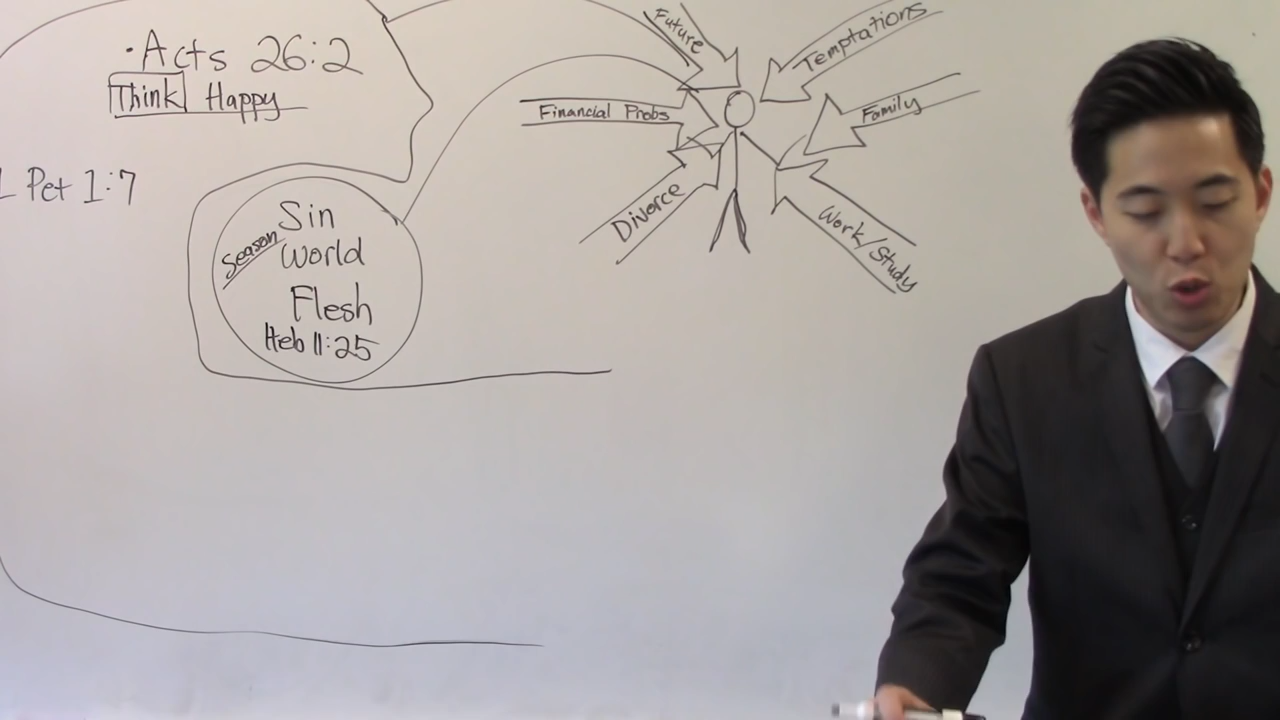 · Acts 26:2
Think Happy
1 Pet 1:7
Season
Sin
World
Flesh
Heb 11:25
Future
Temptations
Financial Probs
Family
Divorce
Work/Study